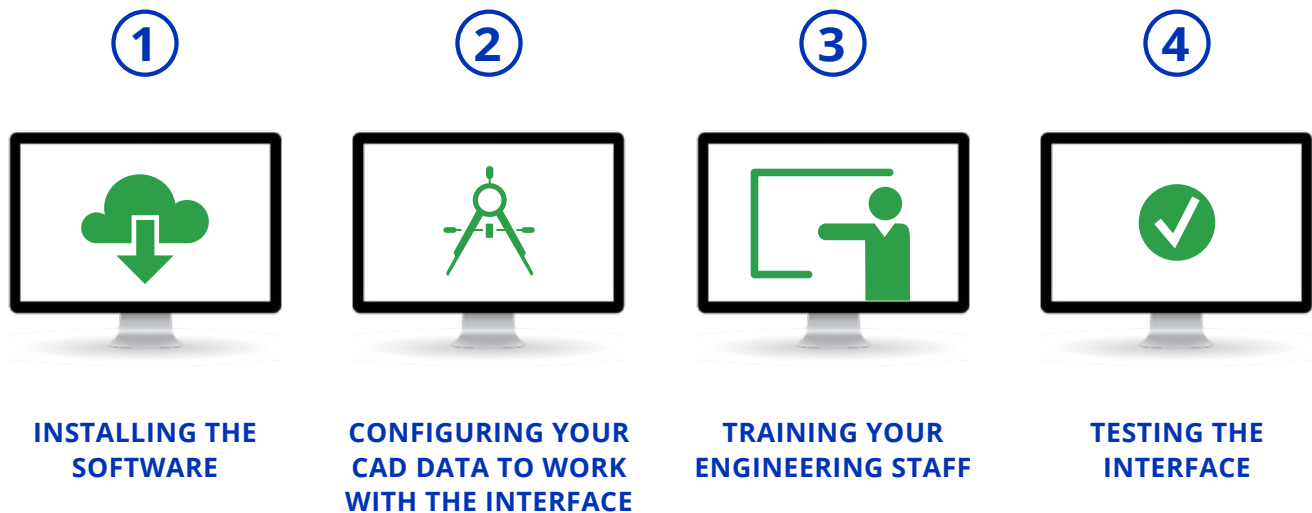 1
2
3
4
INSTALLING THE
SOFTWARE
CONFIGURING YOUR
CAD DATA TO WORK
WITH THE INTERFACE
TRAINING YOUR
ENGINEERING STAFF
TESTING THE
INTERFACE